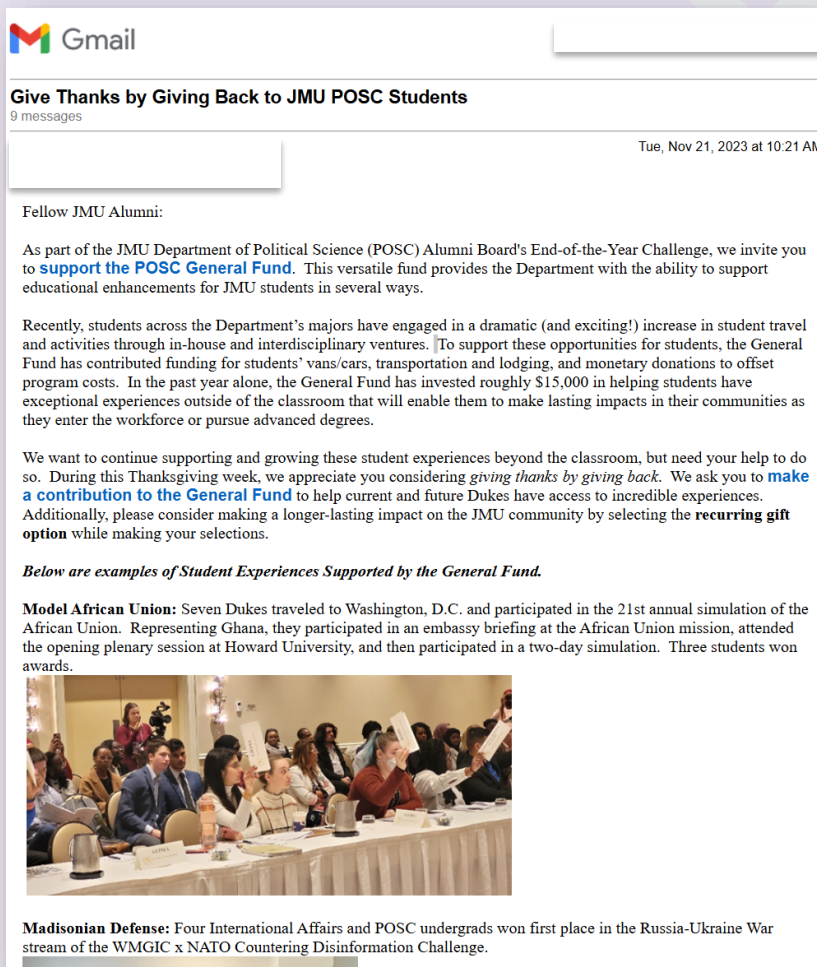 Gmail
Give Thanks by Giving Back to JMU POSC Students
9 messages
Tue, Nov 21, 2023 at 10:21 AM
Fellow JMU Alumni:
As part of the JMU Department of Political Science (POSC) Alumni Board's End-of-the-Year Challenge, we invite you
to support the POSC General Fund. This versatile fund provides the Department with the ability to support
educational enhancements for JMU students in several ways.
Recently, students across the Department’s majors have engaged in a dramatic (and exciting!) increase in student travel
and activities through in-house and interdisciplinary ventures. To support these opportunities for students, the General
Fund has contributed funding for students’ vans/cars, transportation and lodging, and monetary donations to offset
program costs. In the past year alone, the General Fund has invested roughly $15,000 in helping students have
exceptional experiences outside of the classroom that will enable them to make lasting impacts in their communities as
they enter the workforce or pursue advanced degrees.
We want to continue supporting and growing these student experiences beyond the classroom, but need your help to do
so. During this Thanksgiving week, we appreciate you considering giving thanks by giving back. We ask you to make
a contribution to the General Fund to help current and future Dukes have access to incredible experiences.
Additionally, please consider making a longer-lasting impact on the JMU community by selecting the recurring gift
option while making your selections.
Below are examples of Student Experiences Supported by the General Fund.
Model African Union: Seven Dukes traveled to Washington, D.C. and participated in the 21st annual simulation of the
African Union. Representing Ghana, they participated in an embassy briefing at the African Union mission, attended
the opening plenary session at Howard University, and then participated in a two-day simulation. Three students won
awards.
Madisonian Defense: Four International Affairs and POSC undergrads won first place in the Russia-Ukraine War
stream of the WMGIC x NATO Countering Disinformation Challenge.